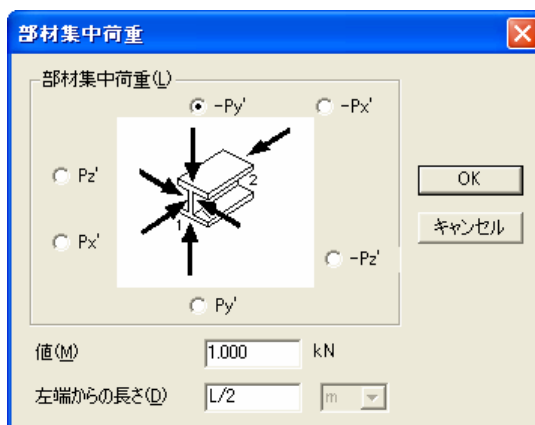 部材集中荷重
部材集中荷重(L)
-Py'
-Px'
Pz'
2
OK
Px'
1
キャンセル
-Pz'
Py'
値(M) 1.000 kN
左端からの長さ(D) L/2 m